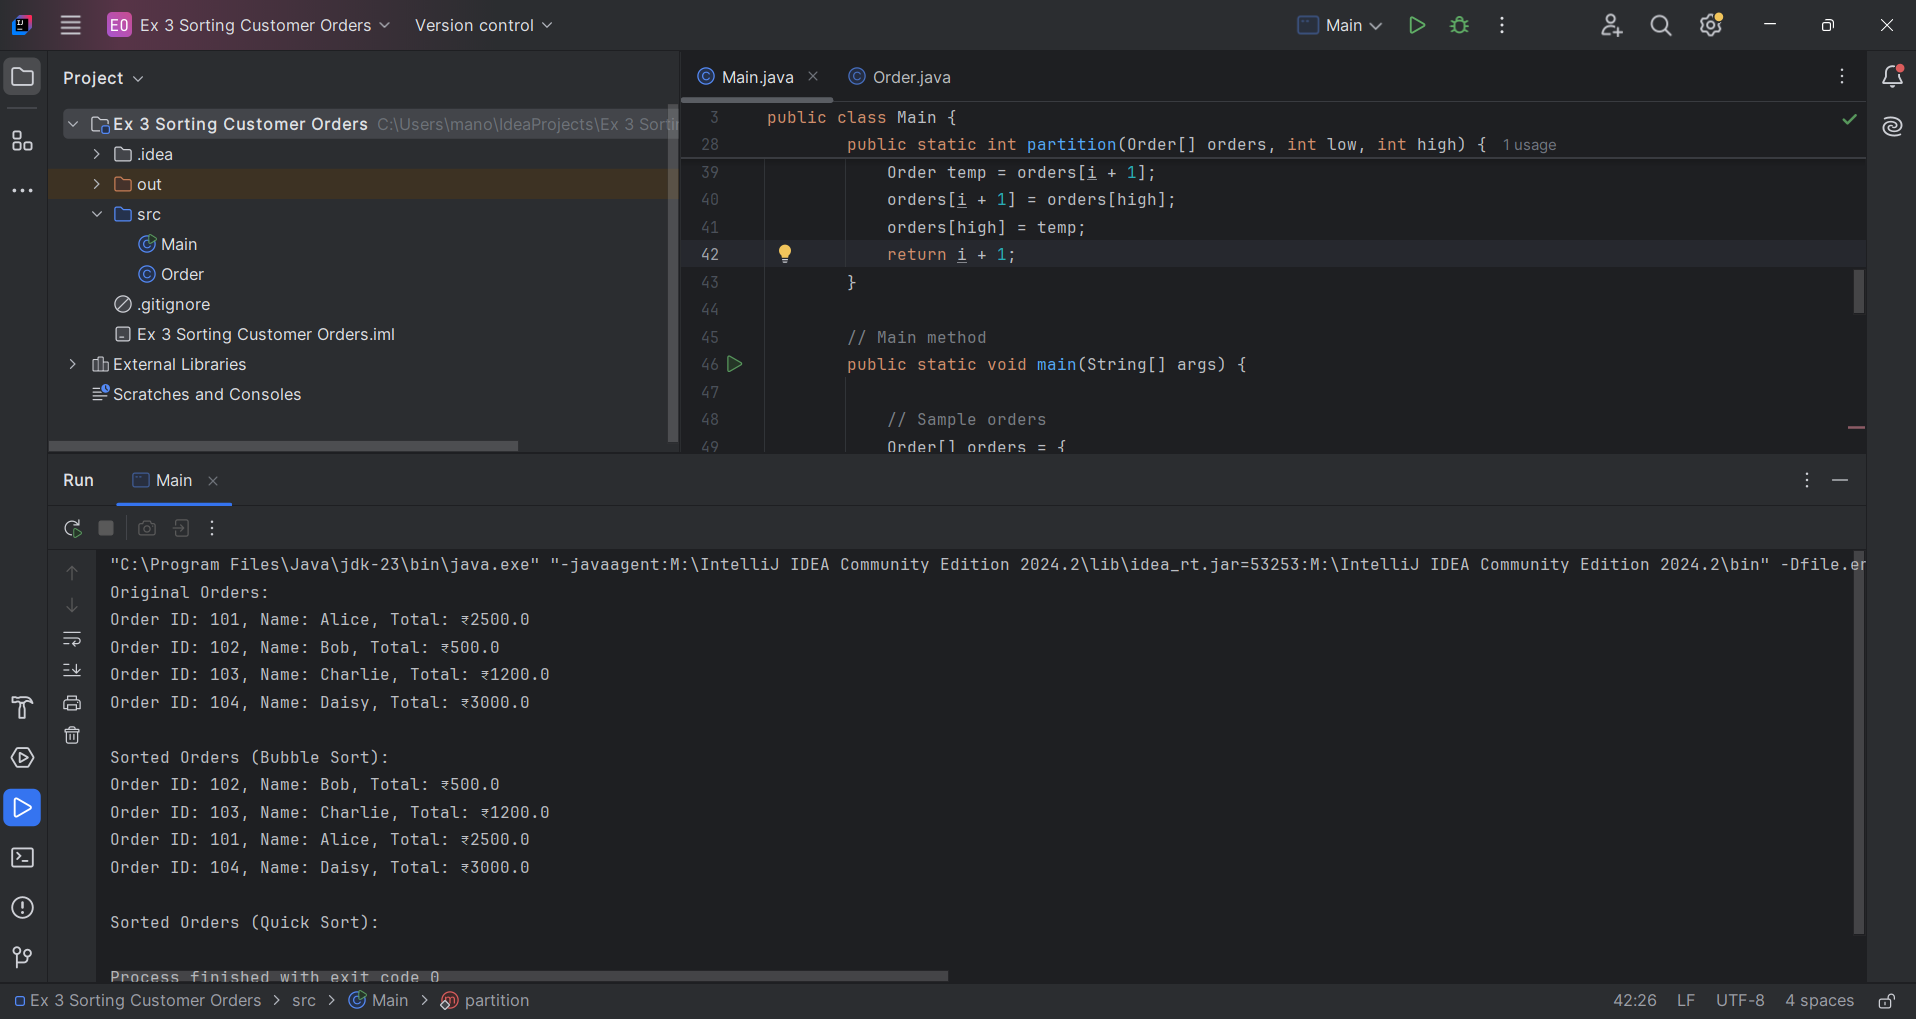 EO Ex 3 Sorting Customer Orders Version control Main
Project
Ex 3 Sorting Customer Orders C:\Users\mano\IdeaProjects\Ex 3 Sorti
.idea
out
src
Main
Order
.gitignore
Ex 3 Sorting Customer Orders.iml
External Libraries
Scratches and Consoles
Main.java Order.java
3 public class Main {
28 public static int partition(Order[] orders, int low, int high) { 1 usage
39 Order temp = orders[i + 1];
40 orders[i + 1] = orders[high];
41 orders[high] = temp;
42 return i + 1;
43 }
44
45 // Main method
46 public static void main(String[] args) {
47
48 // Sample orders
49 Order[] orders = {
Run Main
"C:\Program Files\Java\jdk-23\bin\java.exe" "-javaagent:M:\IntelliJ IDEA Community Edition 2024.2\lib\idea_rt.jar=53253:M:\IntelliJ IDEA Community Edition 2024.2\bin" -Dfile.en
Original Orders:
Order ID: 101, Name: Alice, Total: ₹2500.0
Order ID: 102, Name: Bob, Total: ₹500.0
Order ID: 103, Name: Charlie, Total: ₹1200.0
Order ID: 104, Name: Daisy, Total: ₹3000.0
Sorted Orders (Bubble Sort):
Order ID: 102, Name: Bob, Total: ₹500.0
Order ID: 103, Name: Charlie, Total: ₹1200.0
Order ID: 101, Name: Alice, Total: ₹2500.0
Order ID: 104, Name: Daisy, Total: ₹3000.0
Sorted Orders (Quick Sort):
Process finished with exit code 0
Ex 3 Sorting Customer Orders > src > Main > partition
42:26 LF UTF-8 4 spaces